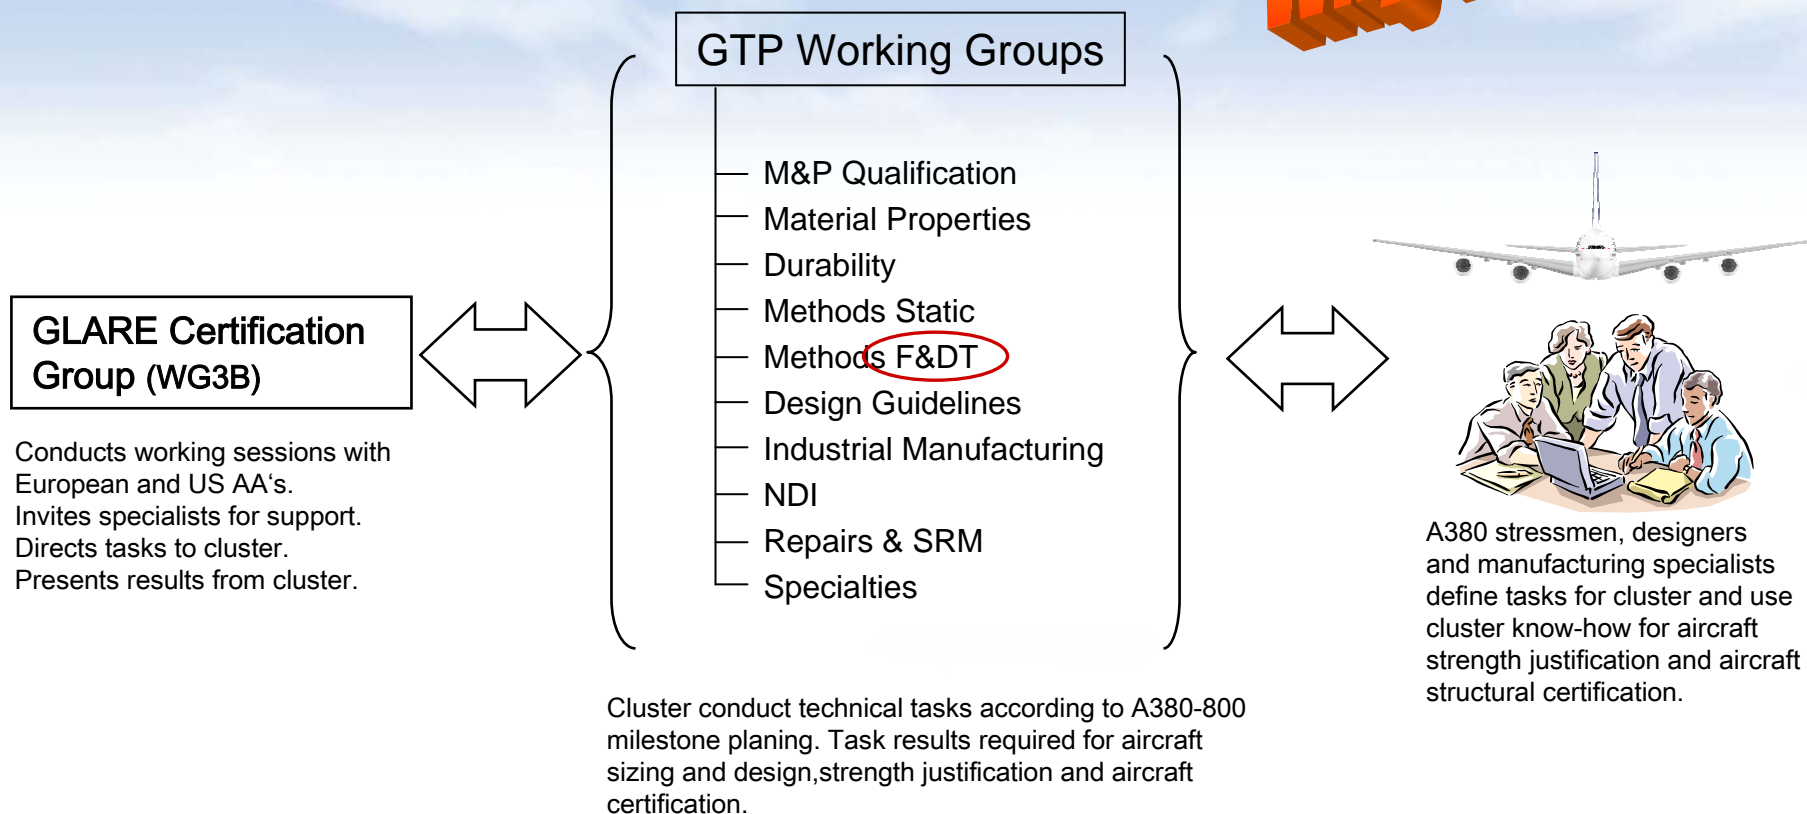 GTP Working Groups
M&P Qualification
Material Properties
Durability
Methods Static
Methods F&DT
Design Guidelines
Industrial Manufacturing
NDI
Repairs & SRM
Specialties
GLARE Certification
Group (WG3B)
Conducts working sessions with
European and US AA‘s.
Invites specialists for support.
Directs tasks to cluster.
Presents results from cluster.
Cluster conduct technical tasks according to A380-800
milestone planing. Task results required for aircraft
sizing and design,strength justification and aircraft
certification.
A380 stressmen, designers
and manufacturing specialists
define tasks for cluster and use
cluster know-how for aircraft
strength justification and aircraft
structural certification.